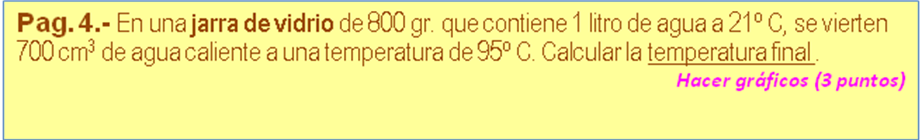 Pag. 4.- En una jarra de vidrio de 800 gr. que contiene 1 litro de agua a 21º C, se vierten
700 cm³ de agua caliente a una temperatura de 95º C. Calcular la temperatura final.
Hacer gráficos (3 puntos)